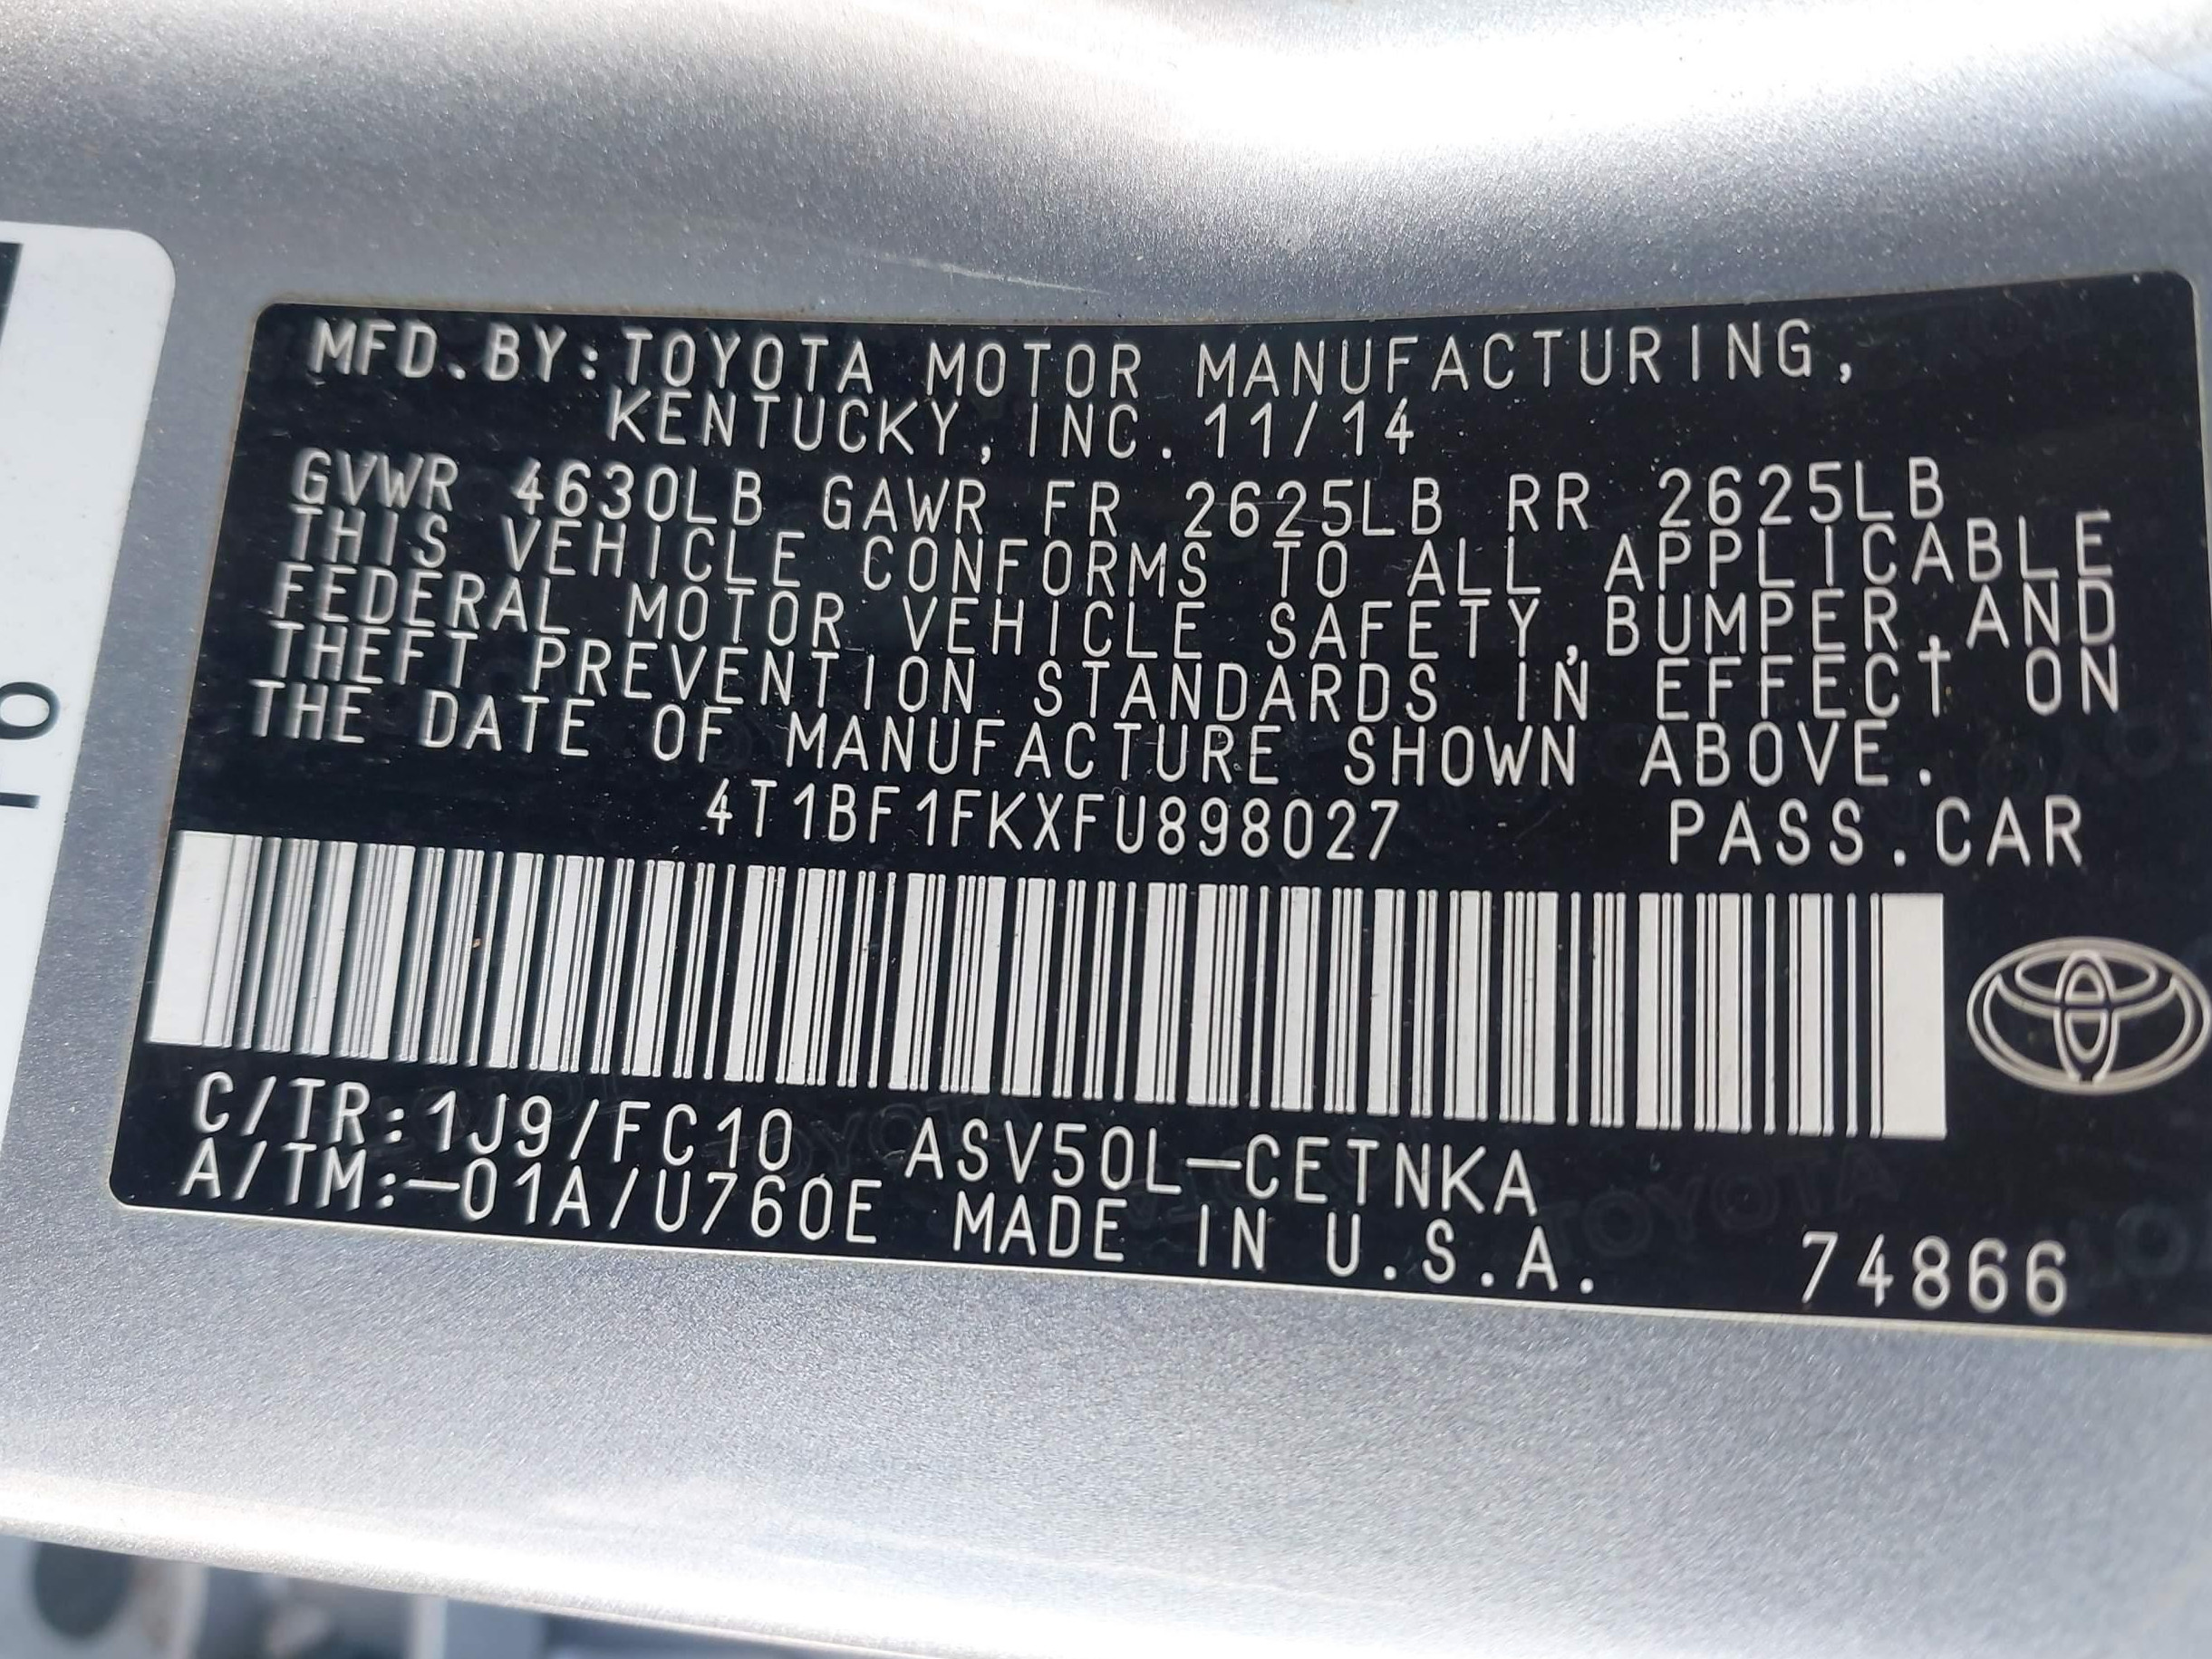 MFD.BY:TOYOTA MOTOR MANUFACTURING,
KENTUCKY, INC. 11/14
GVWR 4630LB GAWR FR 2625LB RR 2625LB
THIS VEHICLE CONFORMS TO ALL APPLICABLE
FEDERAL MOTOR VEHICLE SAFETY,BUMPER,AND
THEFT PREVENTION STANDARDS IN EFFECT ON
THE DATE OF MANUFACTURE SHOWN ABOVE.
4T1BF1FKXFU898027 PASS.CAR
C/TR:1J9/FC10 ASV50L-CETNKA
A/TM:-01A/U760E MADE IN U.S.A. 74866